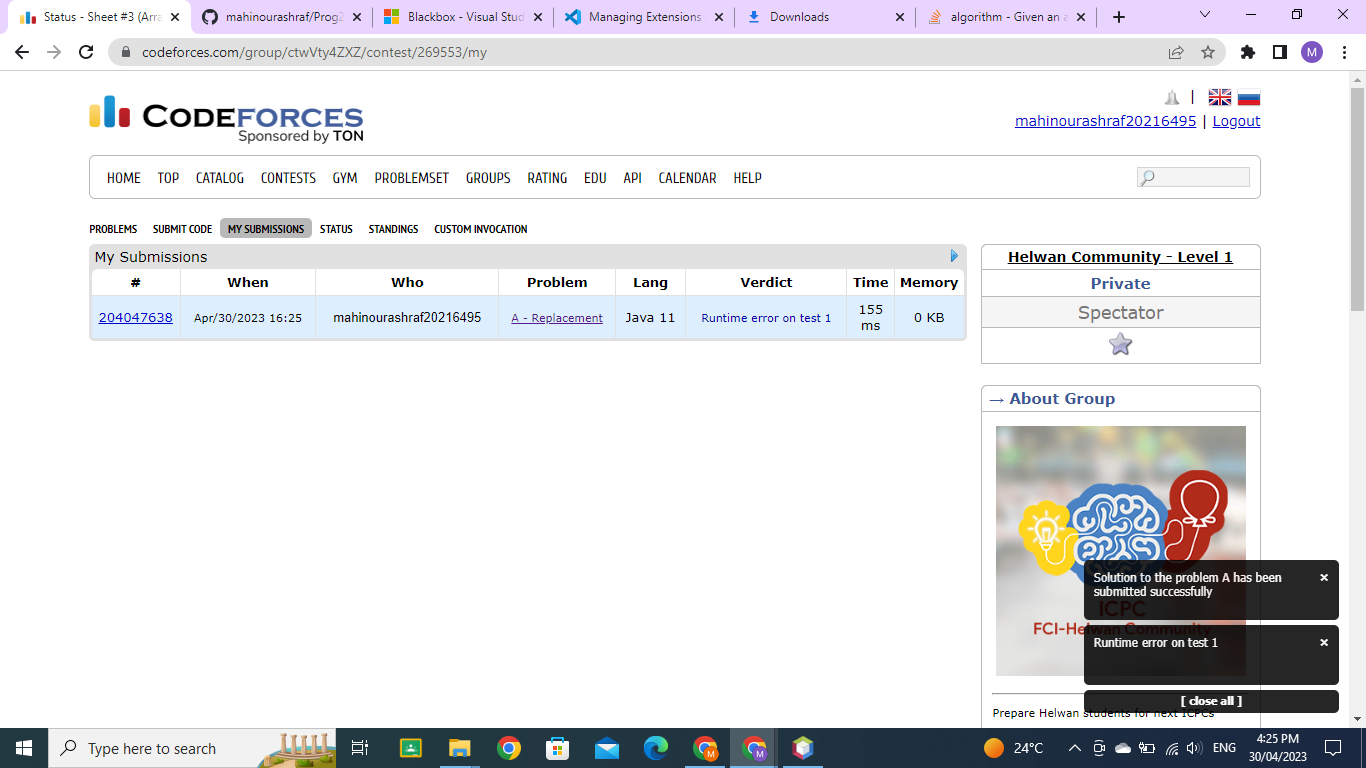 Status - Sheet #3 (Arra
mahinourashraf/Prog2
Blackbox - Visual Stud
Managing Extensions
Downloads
algorithm - Given an a
codeforces.com/group/ctwVty4ZXZ/contest/269553/my
M
CODEFORCES
Sponsored by TON
|
mahinourashraf20216495 | Logout
HOME TOP CATALOG CONTESTS GYM PROBLEMSET GROUPS RATING EDU API CALENDAR HELP
PROBLEMS SUBMIT CODE MY SUBMISSIONS STATUS STANDINGS CUSTOM INVOCATION
My Submissions
# When Who Problem Lang Verdict Time Memory
204047638 Apr/30/2023 16:25 mahinourashraf20216495 A - Replacement Java 11 Runtime error on test 1 155 ms 0 KB
Helwan Community - Level 1
Private
Spectator
→ About Group
ICPC
FCI-Helwan Community
Solution to the problem A has been
submitted successfully
Runtime error on test 1
[ close all ]
Prepare Helwan students for next ICPCs
Type here to search
M
M
24°C
ENG
4:25 PM
30/04/2023